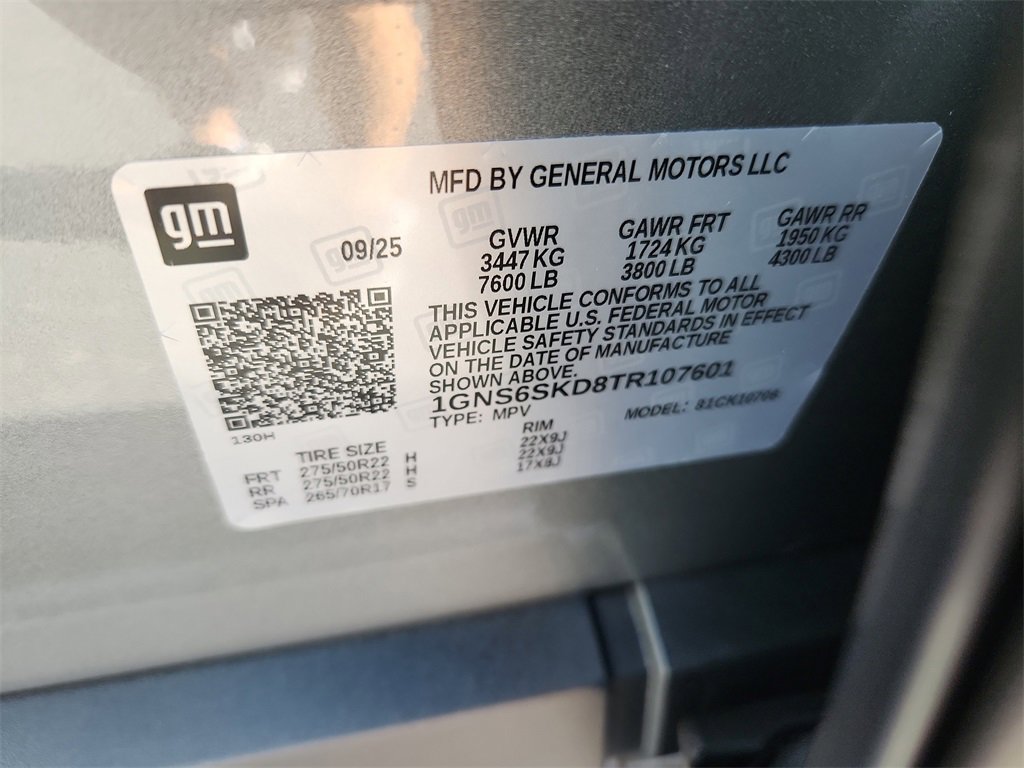 gm
MFD BY GENERAL MOTORS LLC
09/25
GVWR GAWR FRT GAWR RR
3447 KG 1724 KG 1950 KG
7600 LB 3800 LB 4300 LB
THIS VEHICLE CONFORMS TO ALL
APPLICABLE U.S. FEDERAL MOTOR
VEHICLE SAFETY STANDARDS IN EFFECT
ON THE DATE OF MANUFACTURE
SHOWN ABOVE.
1GNS6SKD8TR107601
TYPE: MPV MODEL: 81CK10706
130H
TIRE SIZE RIM
FRT 275/50R22 H 22X9J
RR 275/50R22 H 22X9J
SPA 265/70R17 S 17X8J